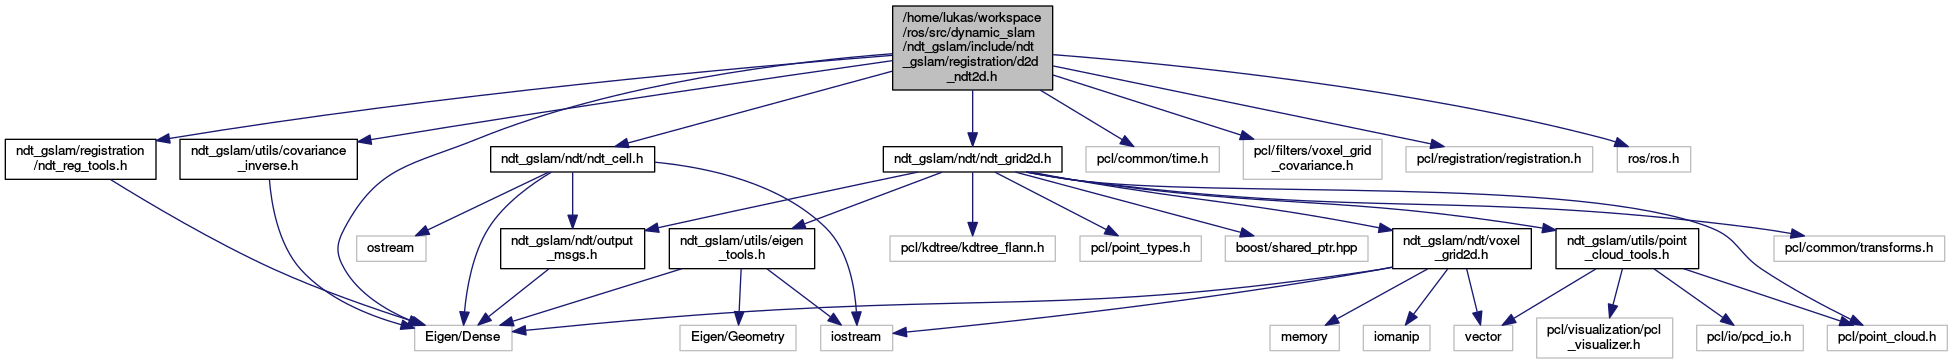 /home/lukas/workspace
/ros/src/dynamic_slam
/ndt_gslam/include/ndt
_gslam/registration/d2d
_ndt2d.h
ndt_gslam/registration
/ndt_reg_tools.h
ndt_gslam/utils/covariance
_inverse.h
ndt_gslam/ndt/ndt_cell.h
ndt_gslam/ndt/ndt_grid2d.h
pcl/common/time.h
pcl/filters/voxel_grid
_covariance.h
pcl/registration/registration.h
ros/ros.h
ostream
ndt_gslam/ndt/output
_msgs.h
ndt_gslam/utils/eigen
_tools.h
pcl/kdtree/kdtree_flann.h
pcl/point_types.h
boost/shared_ptr.hpp
ndt_gslam/ndt/voxel
_grid2d.h
ndt_gslam/utils/point
_cloud_tools.h
pcl/common/transforms.h
Eigen/Dense
Eigen/Geometry
iostream
memory
iomanip
vector
pcl/visualization/pcl
_visualizer.h
pcl/io/pcd_io.h
pcl/point_cloud.h